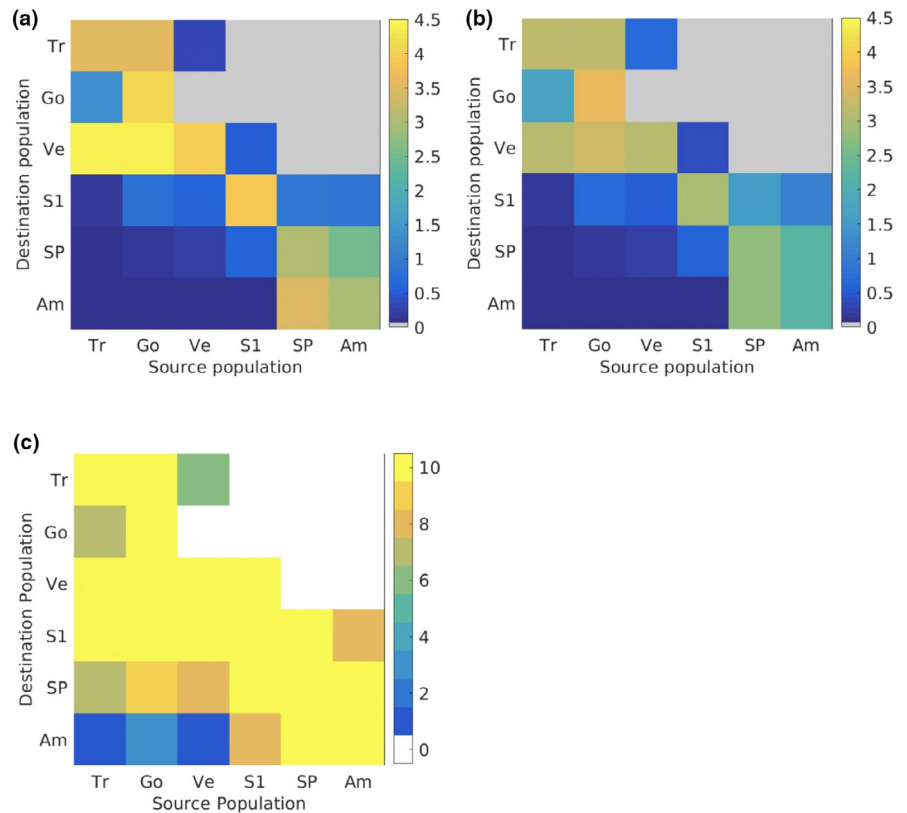 (a)
Destination population
Tr
Go
Ve
S1
SP
Am
Tr Go Ve S1 SP Am
Source population
4.5
4
3.5
3
2.5
2
1.5
1
0.5
0
(b)
Destination population
Tr
Go
Ve
S1
SP
Am
Tr Go Ve S1 SP Am
Source population
4.5
4
3.5
3
2.5
2
1.5
1
0.5
0
(c)
Destination Population
Tr
Go
Ve
S1
SP
Am
Tr Go Ve S1 SP Am
Source Population
10
8
6
4
2
0